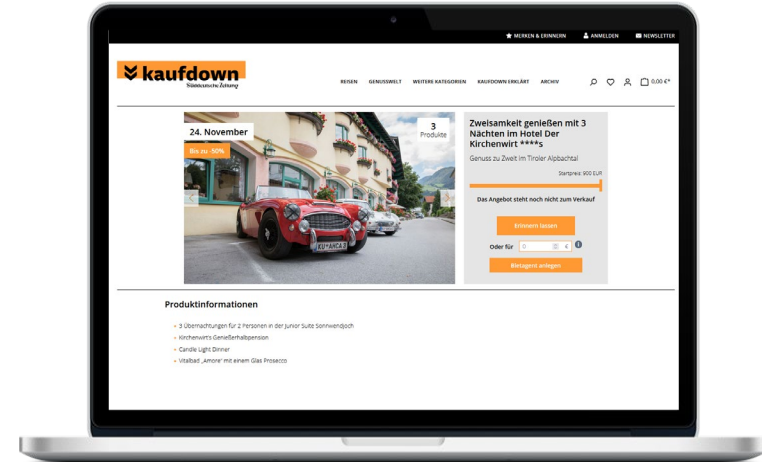 MERKEN & ERINNERN
ANMELDEN
NEWSLETTER
kaufdown
Süddeutsche Zeitung
REISEN
GENUSSWELT
WEITERE KATEGORIEN
KAUFDOWN ERKLÄRT
ARCHIV
0,00 €*
24. November
Bis zu -50%
3
Produkte
KU·AHCA 3
Zweisamkeit genießen mit 3
Nächten im Hotel Der
Kirchenwirt ****s
Genuss zu Zweit im Tiroler Alpbachtal
Startpreis: 900 EUR
Das Angebot steht noch nicht zum Verkauf
Erinnern lassen
Oder für
0
€
Bietagent anlegen
Produktinformationen
3 Übernachtungen für 2 Personen in der Junior Suite Sonnwendjoch
Kirchenwirt's Genießerhalbpension
Candle Light Dinner
Vitalbad „Amore" mit einem Glas Prosecco